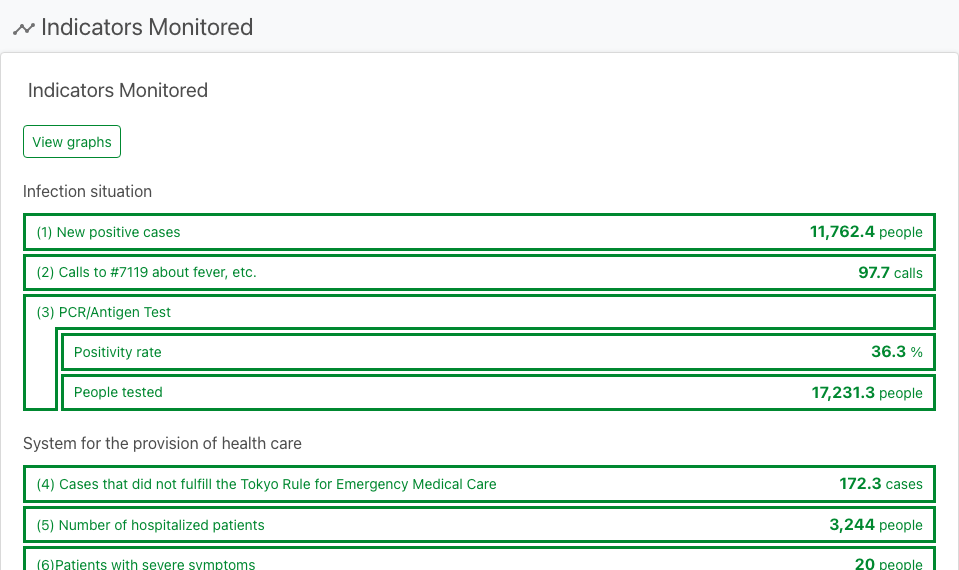 Indicators Monitored
Indicators Monitored
View graphs
Infection situation
(1) New positive cases 11,762.4 people
(2) Calls to #7119 about fever, etc. 97.7 calls
(3) PCR/Antigen Test
Positivity rate 36.3 %
People tested 17,231.3 people
System for the provision of health care
(4) Cases that did not fulfill the Tokyo Rule for Emergency Medical Care 172.3 cases
(5) Number of hospitalized patients 3,244 people
(6)Patients with severe symptoms 20 people